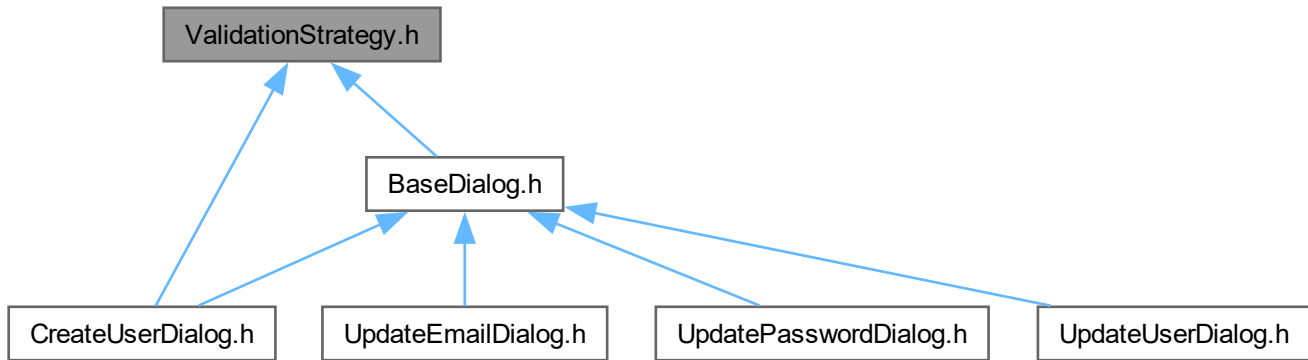 ValidationStrategy.h
BaseDialog.h
CreateUserDialog.h
UpdateEmailDialog.h
UpdatePasswordDialog.h
UpdateUserDialog.h